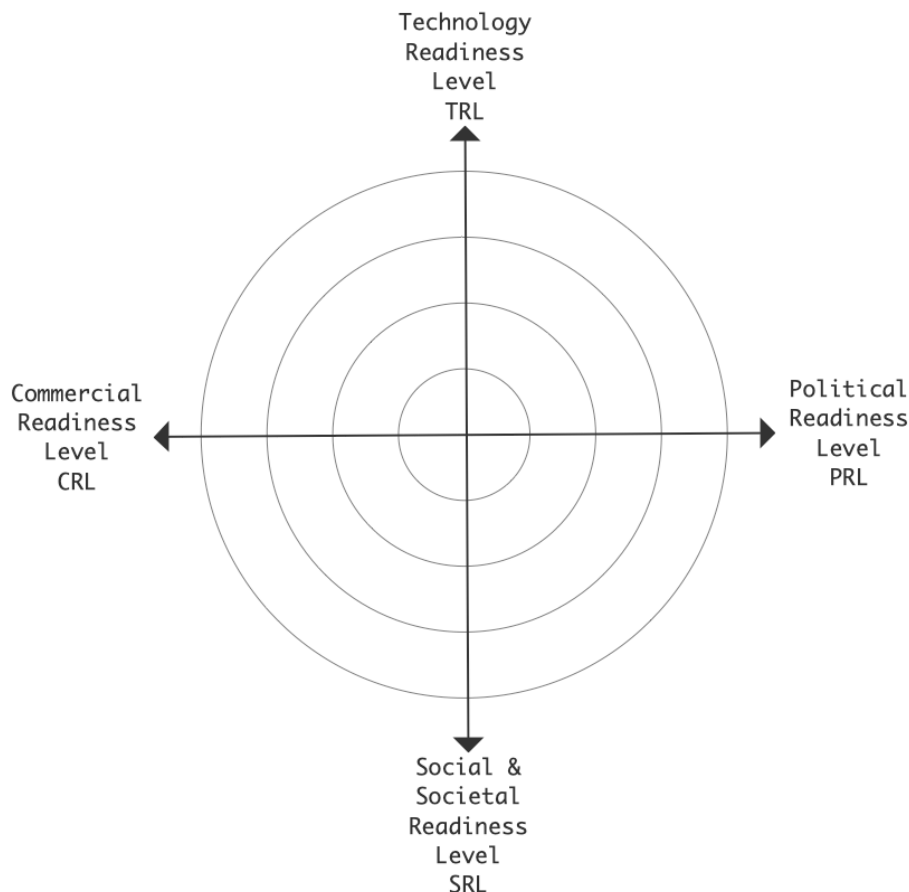 Technology
Readiness
Level
TRL
Commercial
Readiness
Level
CRL
Political
Readiness
Level
PRL
Social &
Societal
Readiness
Level
SRL